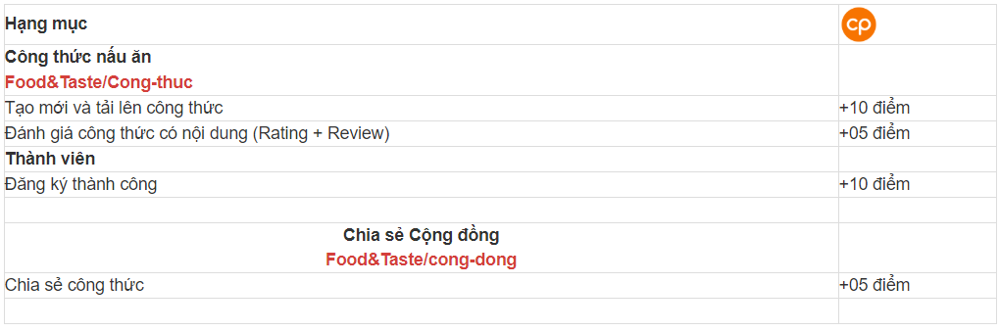 Hạng mục
cp
Công thức nấu ăn
Food&Taste/Cong-thuc
Tạo mới và tải lên công thức
+10 điểm
Đánh giá công thức có nội dung (Rating + Review)
+05 điểm
Thành viên
Đăng ký thành công
+10 điểm
Chia sẻ Cộng đồng
Food&Taste/cong-dong
Chia sẻ công thức
+05 điểm